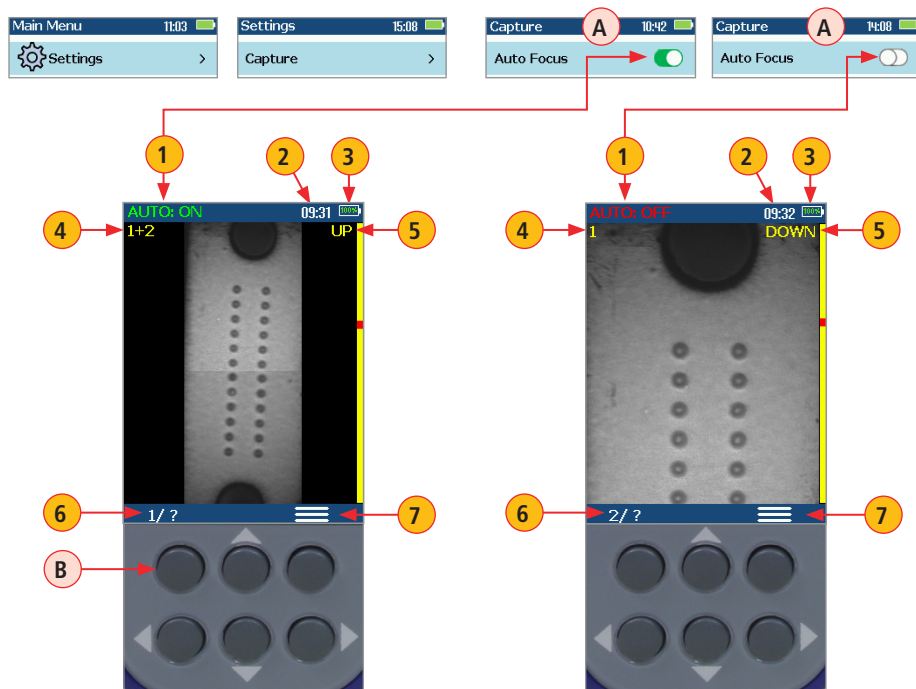 Main Menu 11:03
Settings >
Settings 15:08
Capture >
Capture A 10:42
Auto Focus
Capture A 14:08
Auto Focus
1 2 3
1 2 3
AUTO: ON 09:31 100%
AUTO: OFF 09:32 100%
4 1+2 UP 5
4 1 DOWN 5
6 1/ ? 7
6 2/ ? 7
B